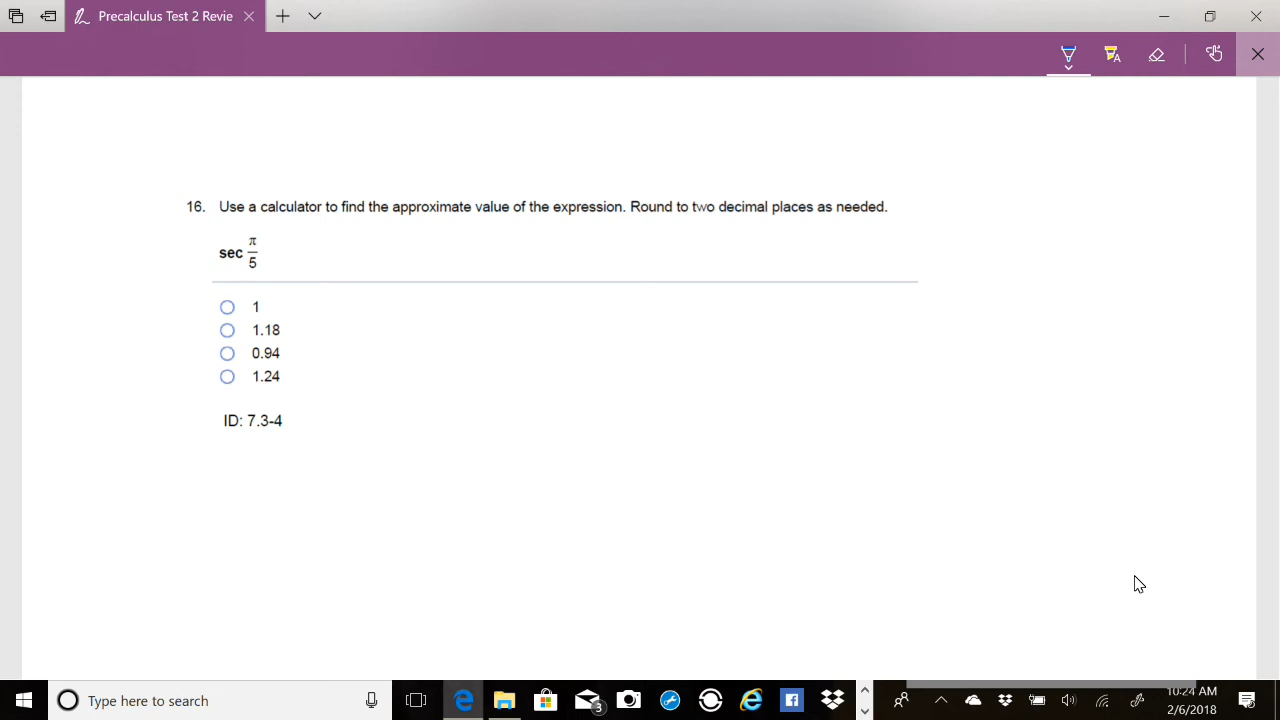 Precalculus Test 2 Revie
16. Use a calculator to find the approximate value of the expression. Round to two decimal places as needed.
sec π/5
1
1.18
0.94
1.24
ID: 7.3-4
Type here to search
3
10:24 AM
2/6/2018